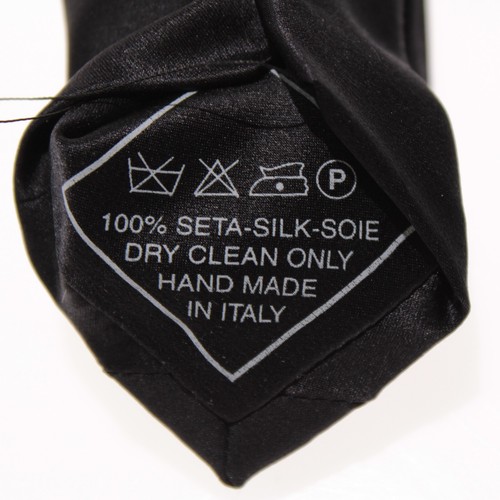 P
100% SETA-SILK-SOIE
DRY CLEAN ONLY
HAND MADE
IN ITALY